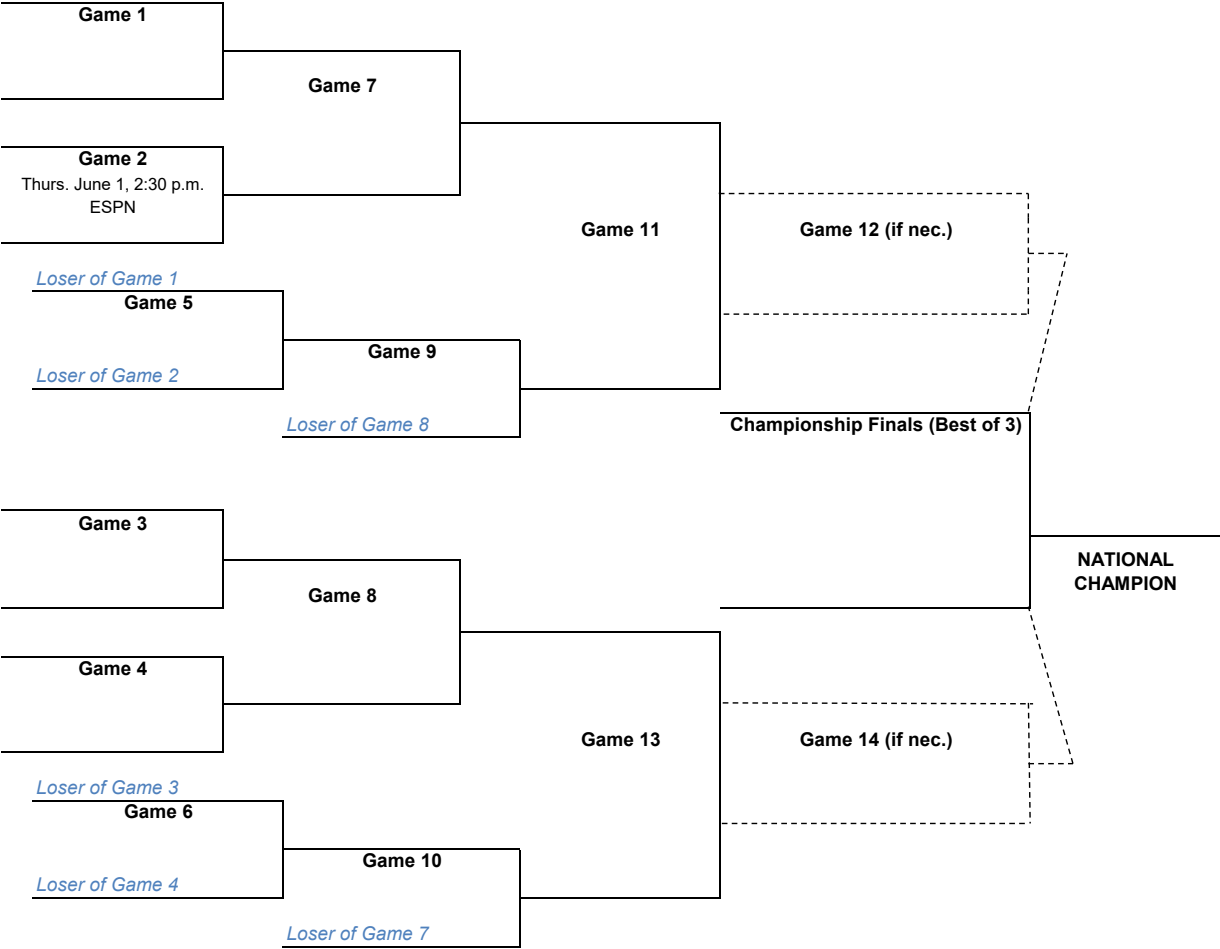 Game 1
Game 7
Game 2
Thurs. June 1, 2:30 p.m.
ESPN
Game 11
Game 12 (if nec.)
Loser of Game 1
Game 5
Game 9
Loser of Game 2
Loser of Game 8
Championship Finals (Best of 3)
Game 3
NATIONAL
CHAMPION
Game 8
Game 4
Game 13
Game 14 (if nec.)
Loser of Game 3
Game 6
Game 10
Loser of Game 4
Loser of Game 7